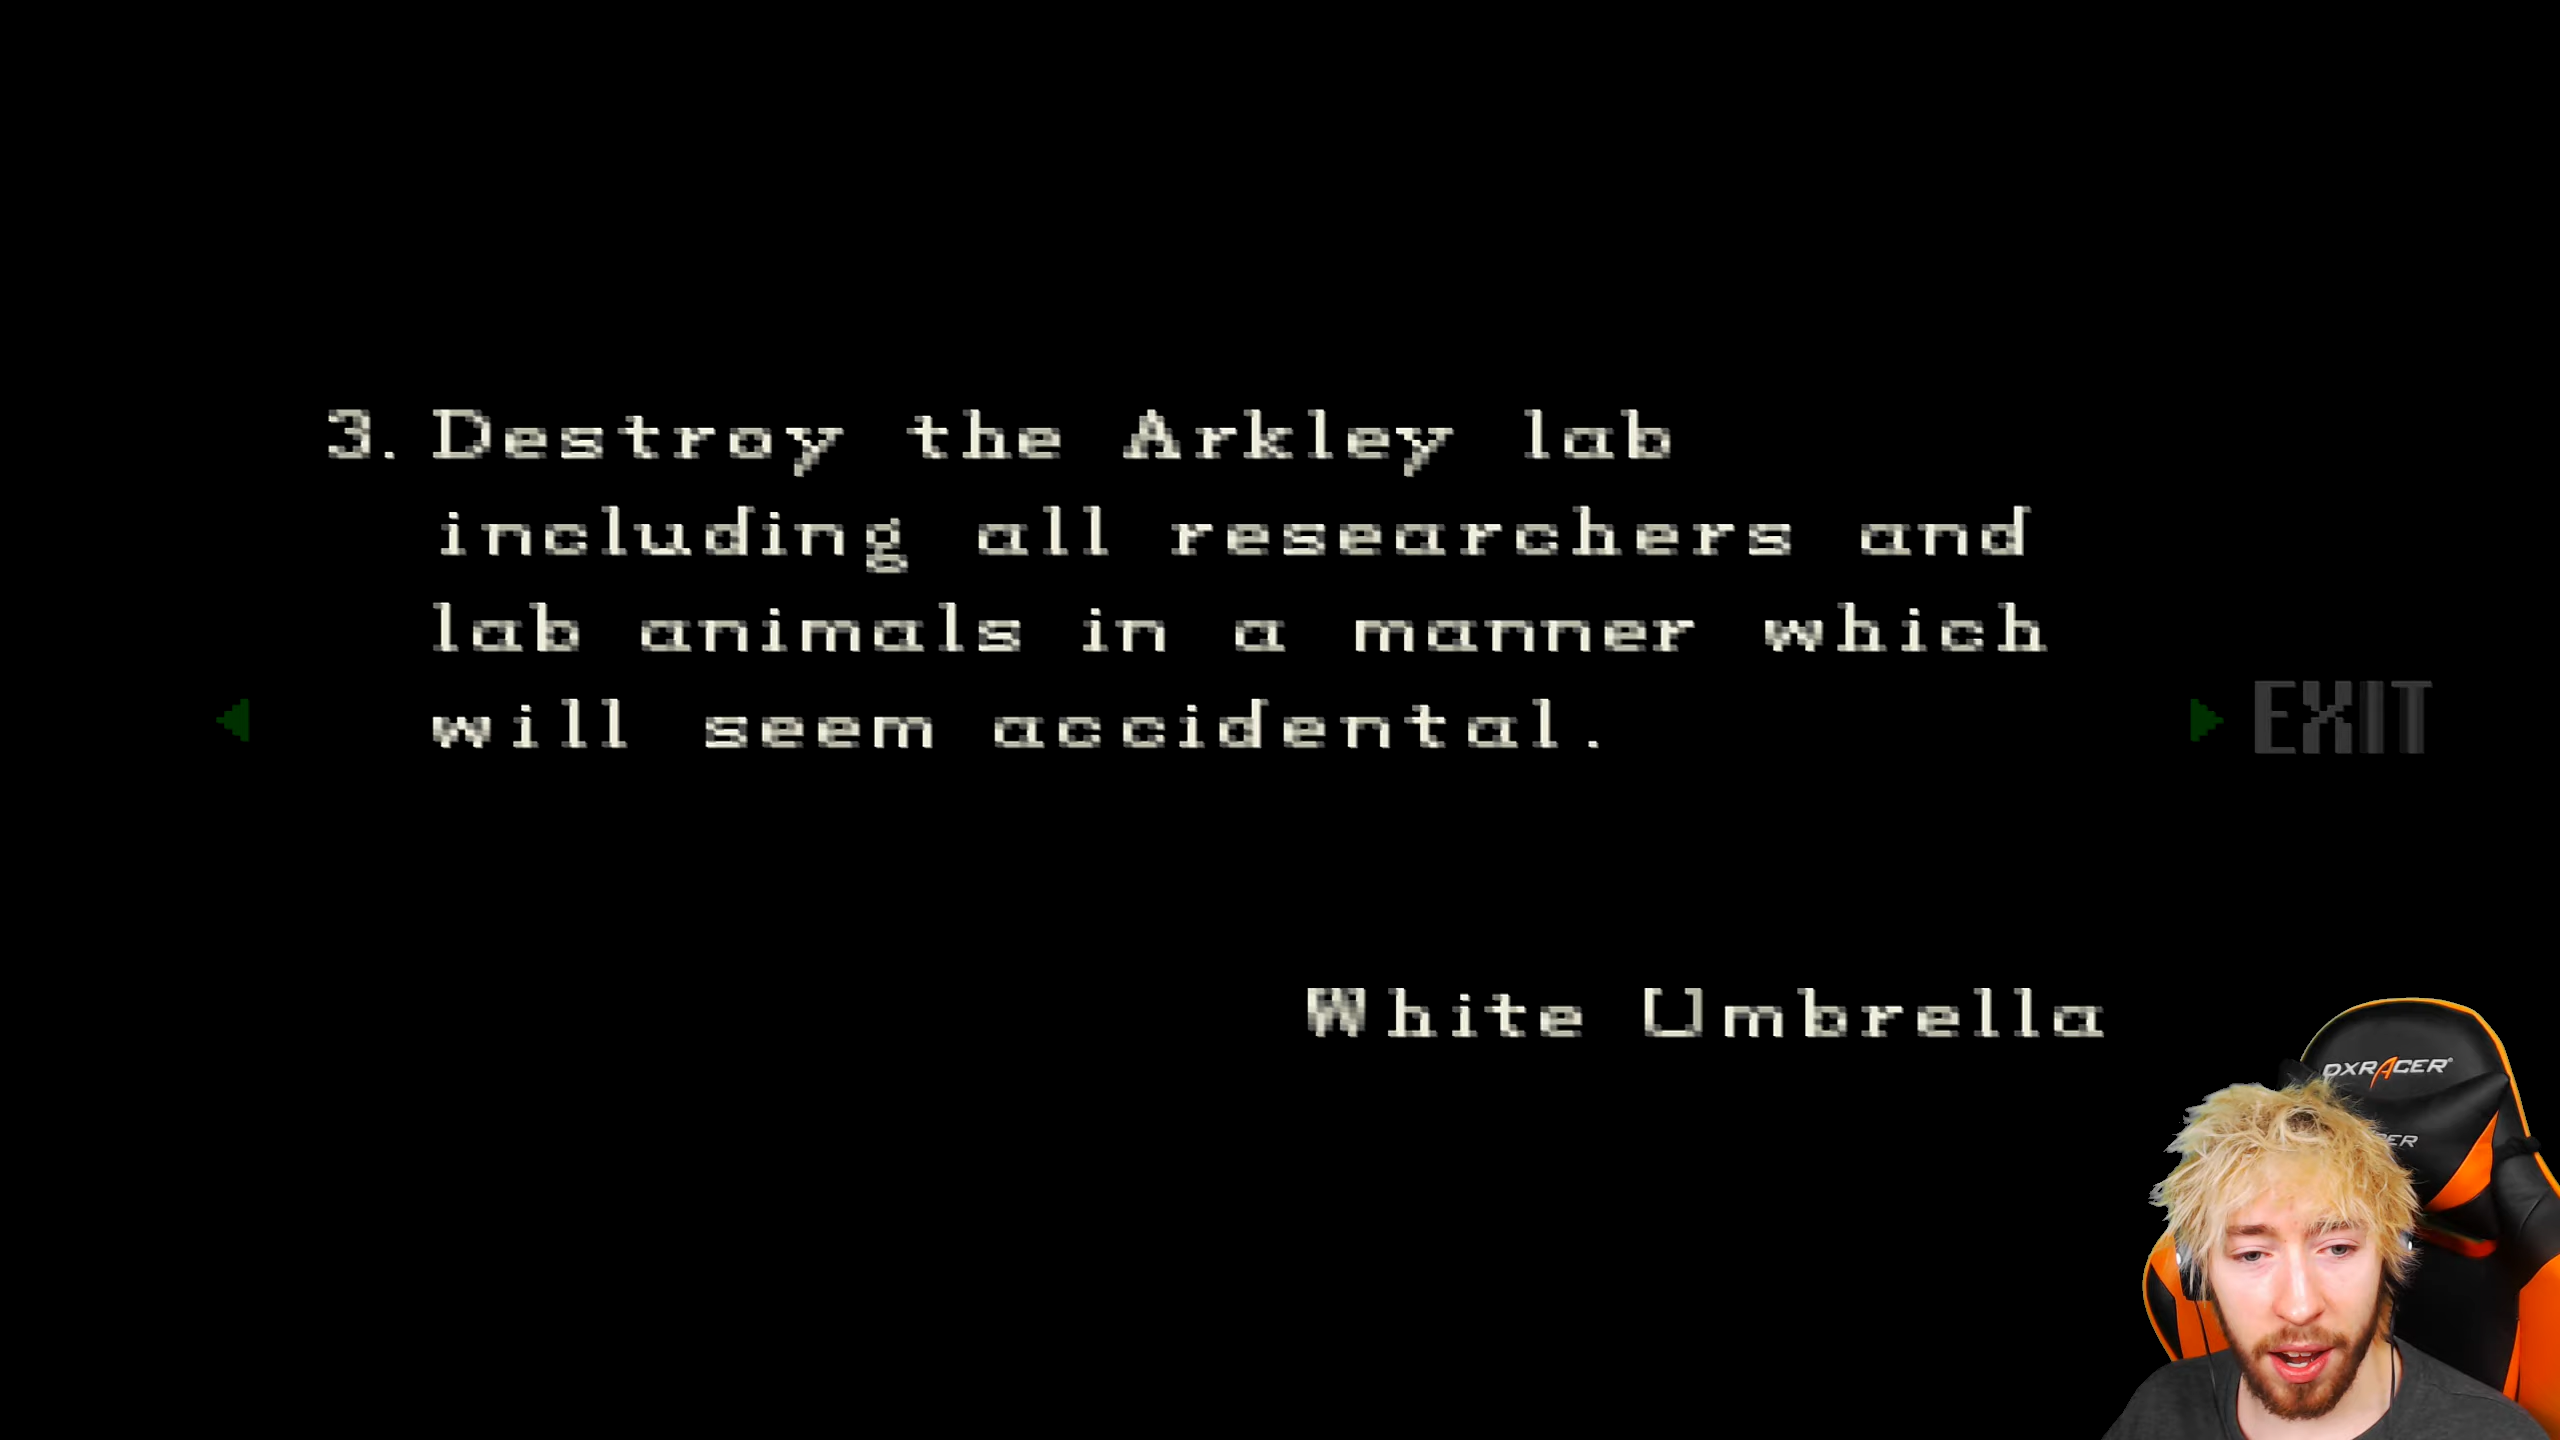 3. Destroy the Arkley lab
including all researchers and
lab animals in a manner which
will seem accidental.
EXIT
White Umbrella
DXRACER
ER